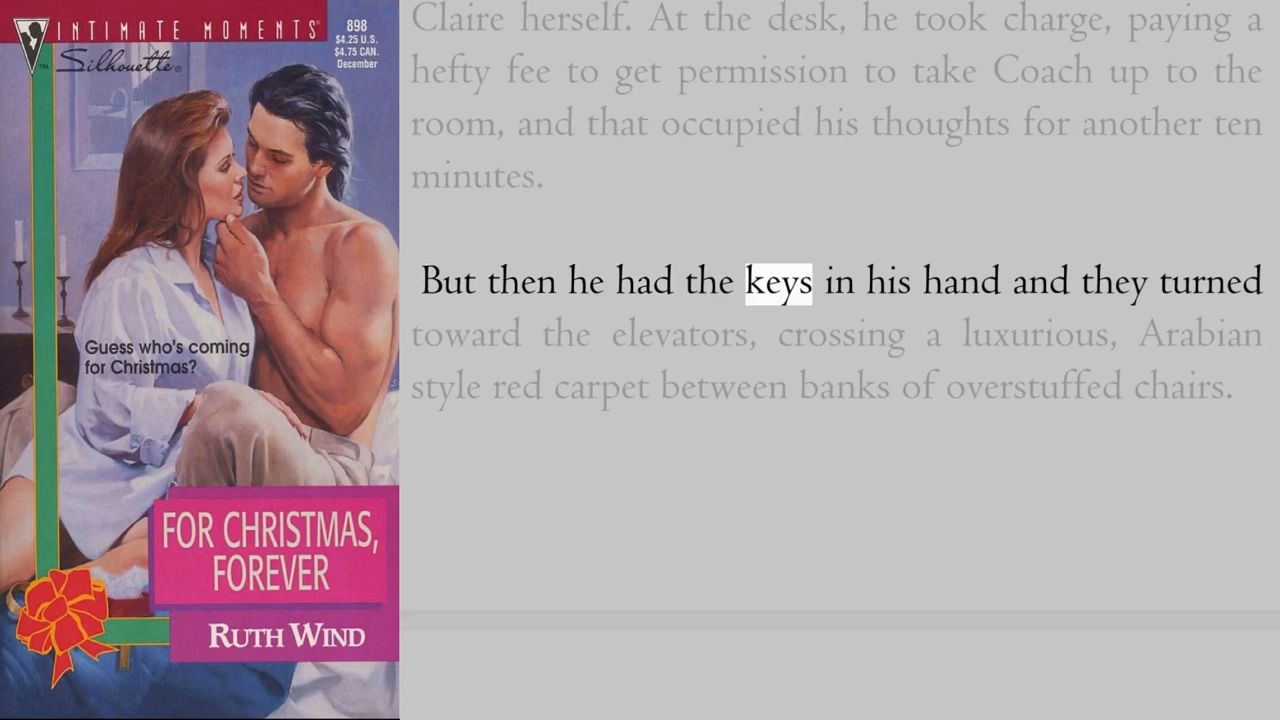 INTIMATE MOMENTS®
898
$4.25 U.S.
$4.75 CAN.
December
TM
Silhouette®
Guess who's coming
for Christmas?
FOR CHRISTMAS,
FOREVER
RUTH WIND
Claire herself. At the desk, he took charge, paying a
hefty fee to get permission to take Coach up to the
room, and that occupied his thoughts for another ten
minutes.
But then he had the keys in his hand and they turned
toward the elevators, crossing a luxurious, Arabian
style red carpet between banks of overstuffed chairs.